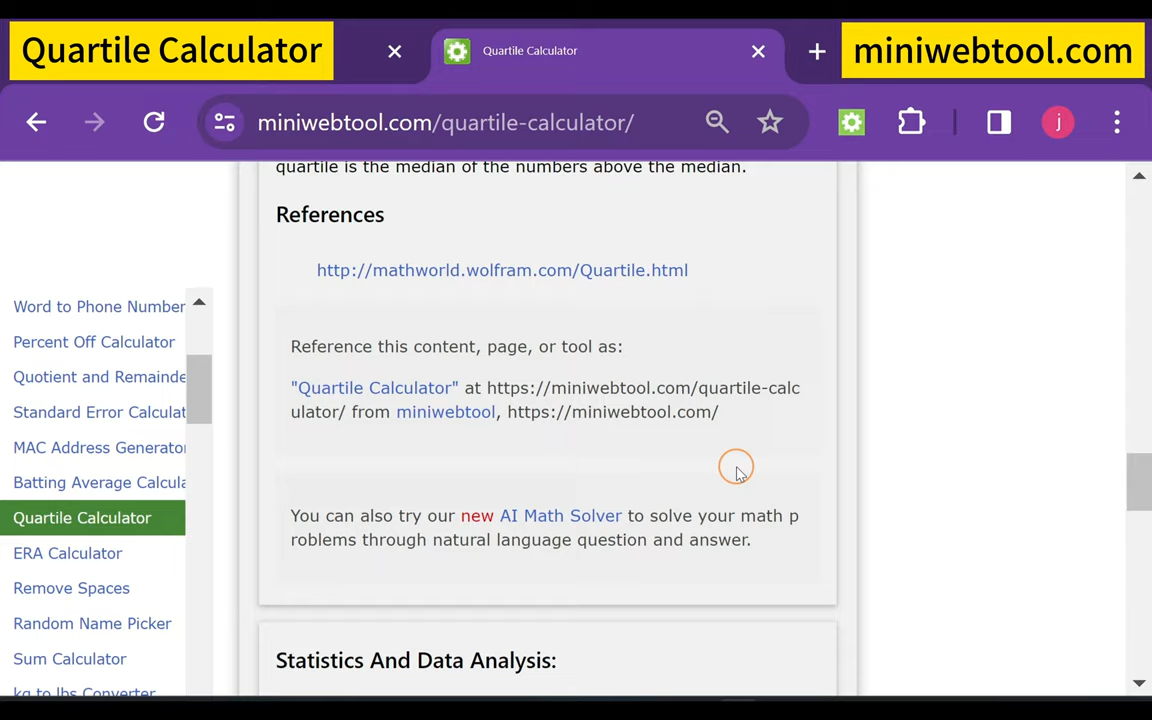 Quartile Calculator
Quartile Calculator
miniwebtool.com
miniwebtool.com/quartile-calculator/
j
quartile is the median of the numbers above the median.
References
http://mathworld.wolfram.com/Quartile.html
Reference this content, page, or tool as:
"Quartile Calculator" at https://miniwebtool.com/quartile-calc
ulator/ from miniwebtool, https://miniwebtool.com/
You can also try our new AI Math Solver to solve your math p
roblems through natural language question and answer.
Statistics And Data Analysis:
Word to Phone Number
Percent Off Calculator
Quotient and Remainde
Standard Error Calculat
MAC Address Generator
Batting Average Calcula
Quartile Calculator
ERA Calculator
Remove Spaces
Random Name Picker
Sum Calculator
kg to lbs Converter